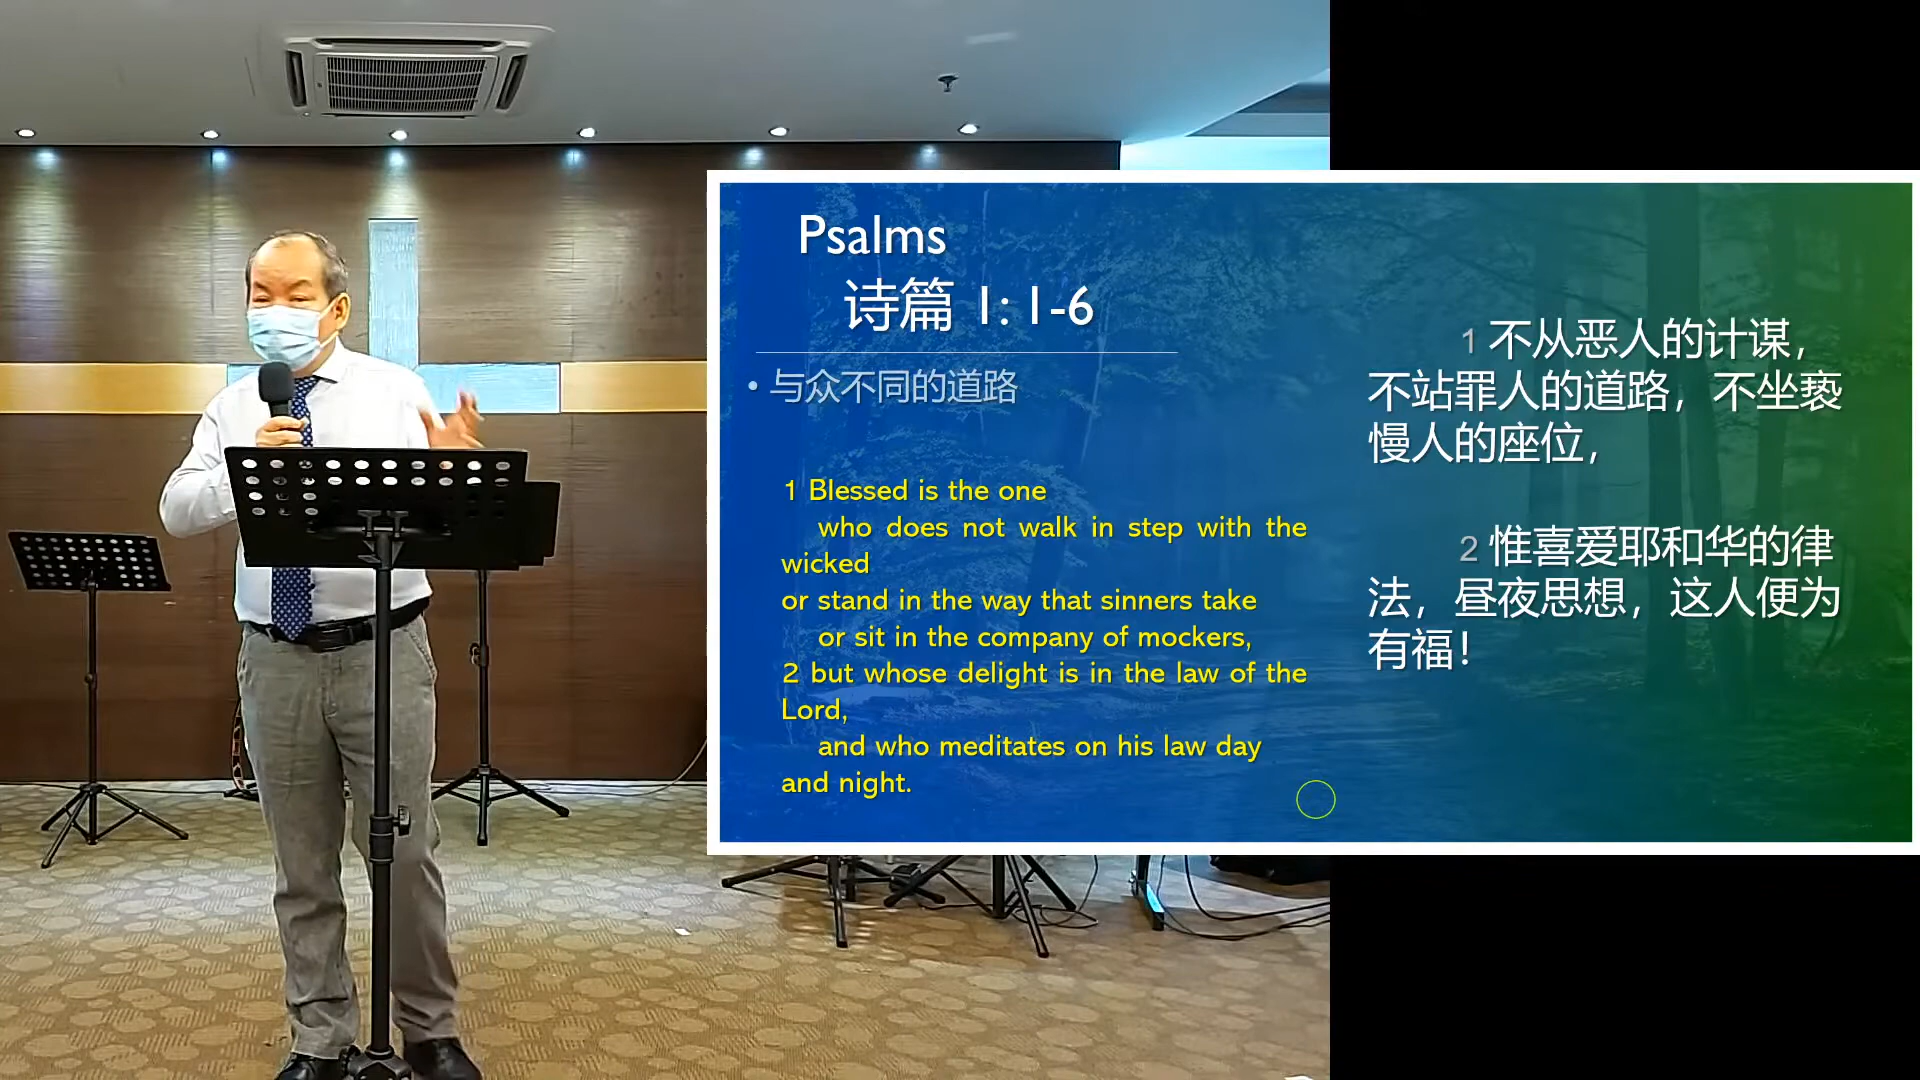 Psalms
诗篇 1: 1-6
• 与众不同的道路
1 Blessed is the one
who does not walk in step with the
wicked
or stand in the way that sinners take
or sit in the company of mockers,
2 but whose delight is in the law of the
Lord,
and who meditates on his law day
and night.
1 不从恶人的计谋，
不站罪人的道路，不坐亵
慢人的座位，
2 惟喜爱耶和华的律
法，昼夜思想，这人便为
有福！